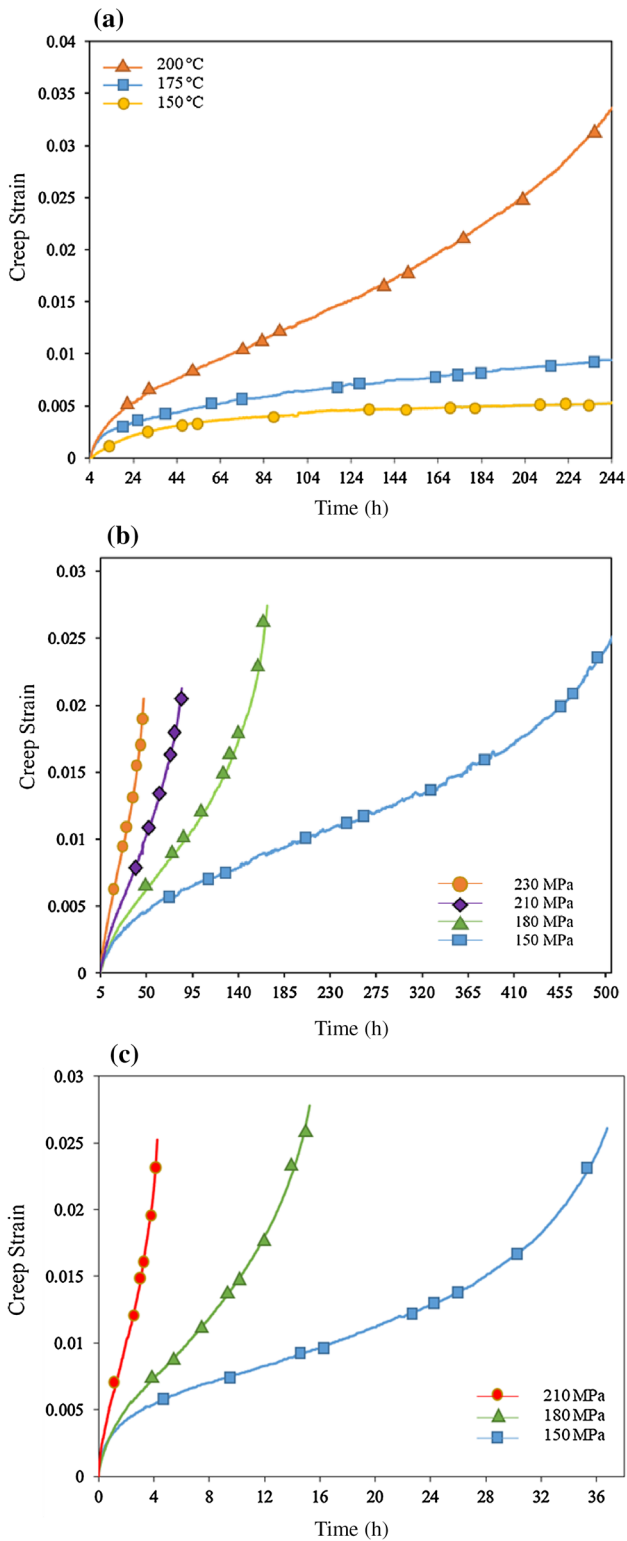 (a)
0.04
0.035
0.03
0.025
0.02
0.015
0.01
0.005
0
Creep Strain
200°C
175°C
150°C
4 24 44 64 84 104 124 144 164 184 204 224 244
Time (h)
(b)
0.03
0.025
0.02
0.015
0.01
0.005
0
Creep Strain
230 MPa
210 MPa
180 MPa
150 MPa
5 50 95 140 185 230 275 320 365 410 455 500
Time (h)
(c)
0.03
0.025
0.02
0.015
0.01
0.005
0
Creep Strain
210 MPa
180 MPa
150 MPa
0 4 8 12 16 20 24 28 32 36
Time (h)